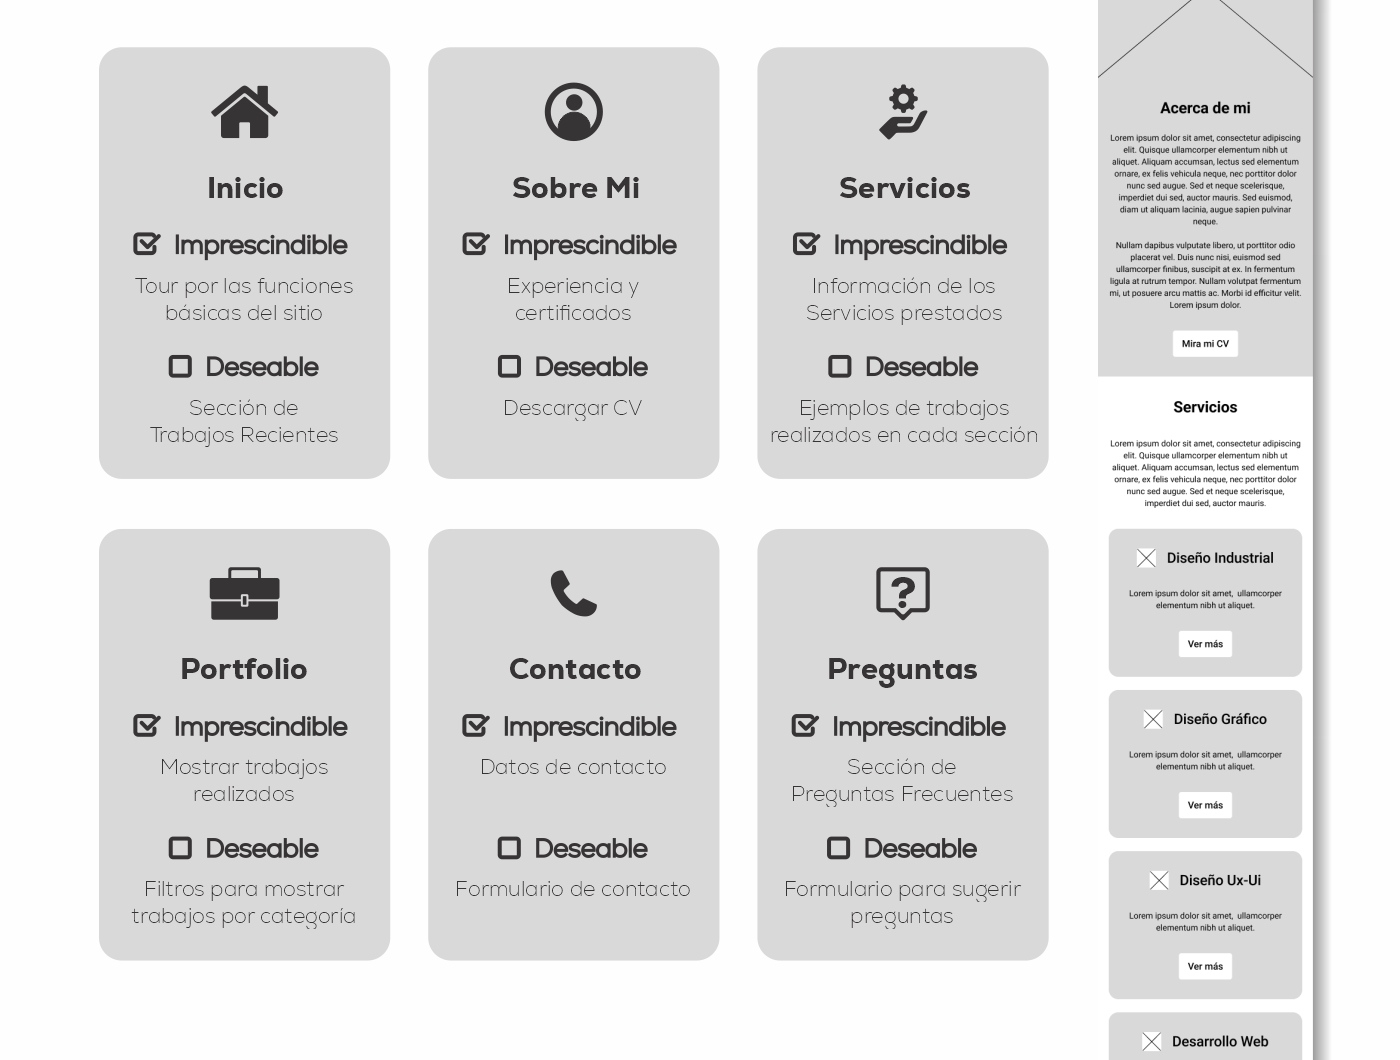 Inicio
Imprescindible
Tour por las funciones
básicas del sitio
Deseable
Sección de
Trabajos Recientes
Sobre Mi
Imprescindible
Experiencia y
certificados
Deseable
Descargar CV
Servicios
Imprescindible
Información de los
Servicios prestados
Deseable
Ejemplos de trabajos
realizados en cada sección
Portfolio
Imprescindible
Mostrar trabajos
realizados
Deseable
Filtros para mostrar
trabajos por categoría
Contacto
Imprescindible
Datos de contacto
Deseable
Formulario de contacto
Preguntas
Imprescindible
Sección de
Preguntas Frecuentes
Deseable
Formulario para sugerir
preguntas
Acerca de mi
Lorem ipsum dolor sit amet, consectetur adipiscing
elit. Quisque ullamcorper elementum nibh ut
aliquet. Aliquam accumsan, lectus sed elementum
ornare, ex felis vehicula neque, nec porttitor dolor
nunc sed augue. Sed et neque scelerisque,
imperdiet dui sed, auctor mauris. Sed euismod,
diam ut aliquam lacinia, augue sapien pulvinar
neque.
Nullam dapibus vulputate libero, ut porttitor odio
placerat vel. Duis nunc nisi, euismod sed
ullamcorper finibus, suscipit at ex. In fermentum
ligula at rutrum tempor. Nullam volutpat fermentum
mi, ut posuere arcu mattis ac. Morbi id efficitur velit.
Lorem ipsum dolor.
Mira mi CV
Servicios
Lorem ipsum dolor sit amet, consectetur adipiscing
elit. Quisque ullamcorper elementum nibh ut
aliquet. Aliquam accumsan, lectus sed elementum
ornare, ex felis vehicula neque, nec porttitor dolor
nunc sed augue. Sed et neque scelerisque,
imperdiet dui sed, auctor mauris.
Diseño Industrial
Lorem ipsum dolor sit amet, ullamcorper
elementum nibh ut aliquet.
Ver más
Diseño Gráfico
Lorem ipsum dolor sit amet, ullamcorper
elementum nibh ut aliquet.
Ver más
Diseño Ux-Ui
Lorem ipsum dolor sit amet, ullamcorper
elementum nibh ut aliquet.
Ver más
Desarrollo Web